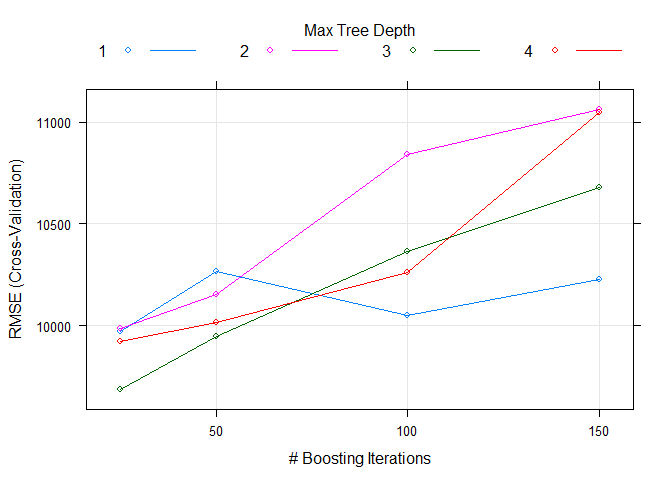 Max Tree Depth
1 2 3 4
11000
10500
10000
RMSE (Cross-Validation)
50 100 150
# Boosting Iterations